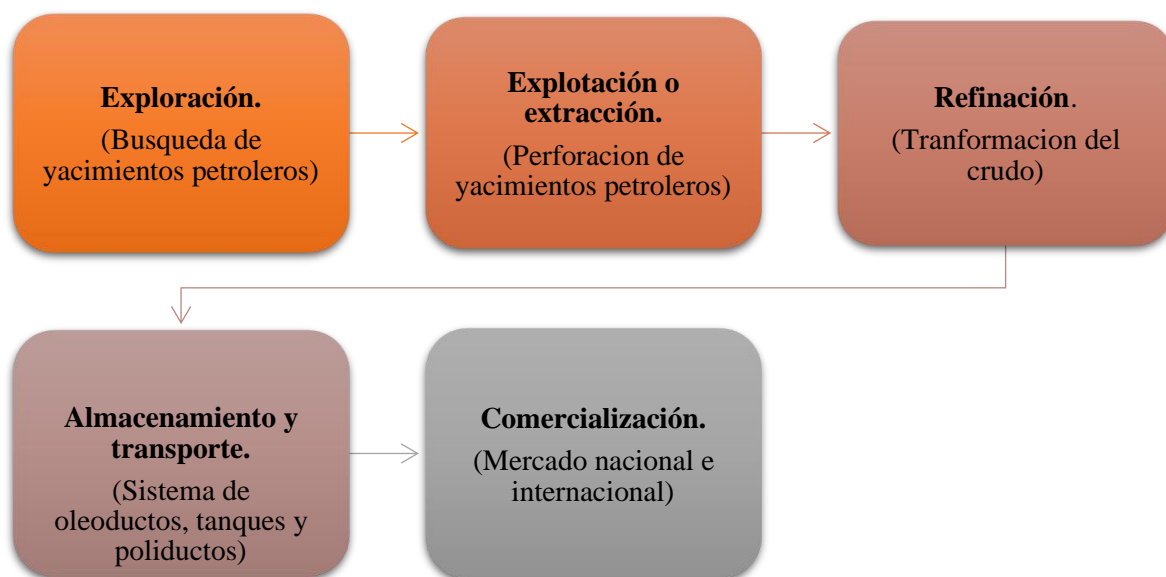 Exploración.
(Busqueda de
yacimientos petroleros)
Explotación o
extracción.
(Perforacion de
yacimientos petroleros)
Refinación.
(Tranformacion del
crudo)
Almacenamiento y
transporte.
(Sistema de
oleoductos, tanques y
poliductos)
Comercialización.
(Mercado nacional e
internacional)